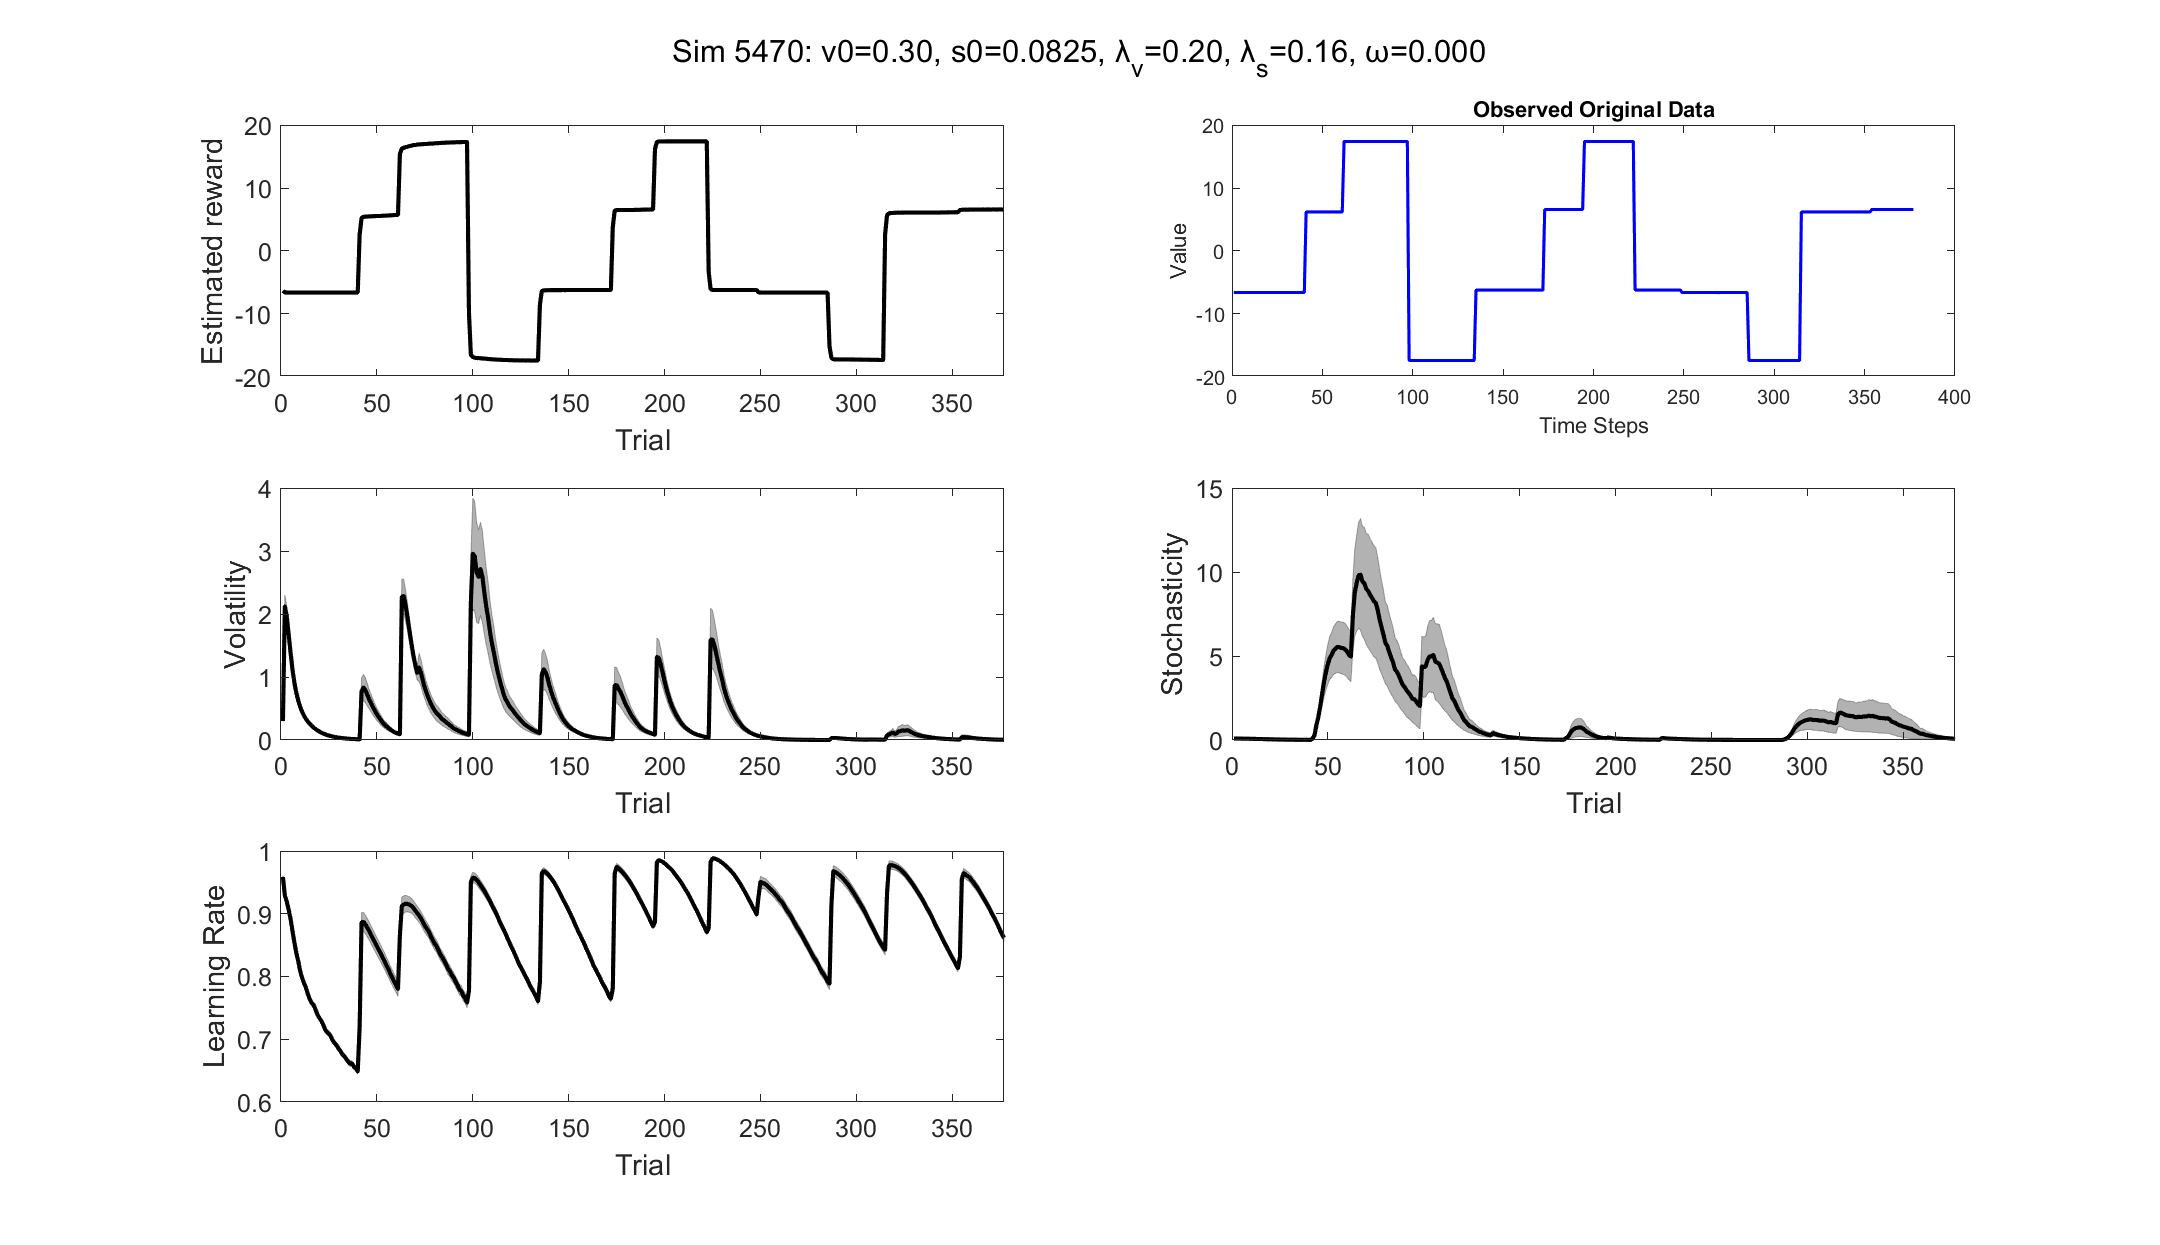 Sim 5470: v0=0.30, s0=0.0825, λ_v=0.20, λ_s=0.16, ω=0.000
Estimated reward
20
10
0
-10
-20
0 50 100 150 200 250 300 350
Trial
Observed Original Data
Value
20
10
0
-10
-20
0 50 100 150 200 250 300 350 400
Time Steps
Volatility
4
3
2
1
0
0 50 100 150 200 250 300 350
Trial
Stochasticity
15
10
5
0
0 50 100 150 200 250 300 350
Trial
Learning Rate
1
0.9
0.8
0.7
0.6
0 50 100 150 200 250 300 350
Trial